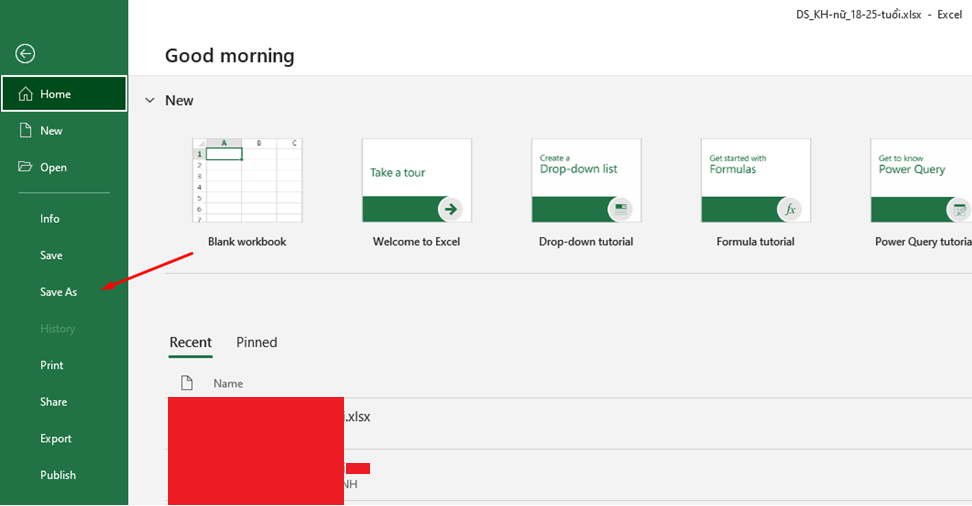 DS_KH-nữ_18-25-tuổi.xlsx - Excel
Good morning
Home
New
Open
Info
Save
Save As
History
Print
Share
Export
Publish
New
A B C
1
2
3
4
5
6
7
Blank workbook
Take a tour
Welcome to Excel
Create a
Drop-down list
Drop-down tutorial
Get started with
Formulas
fx
Formula tutorial
Get to know
Power Query
Power Query tutoria
Recent Pinned
Name
i.xlsx
NH